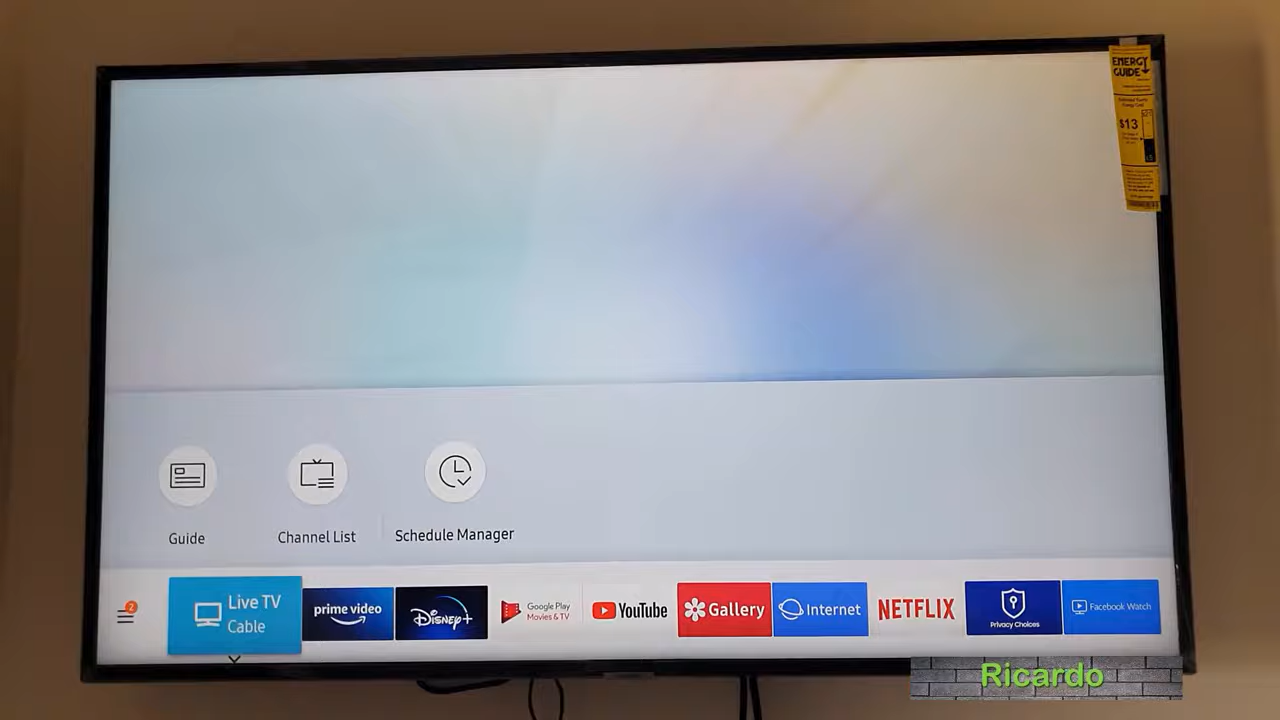 ENERGY
GUIDE
$13
Guide
Channel List
Schedule Manager
2
Live TV
Cable
prime video
Disney+
Google Play
Movies & TV
YouTube
Gallery
Internet
NETFLIX
Privacy Choices
Facebook Watch
Ricardo